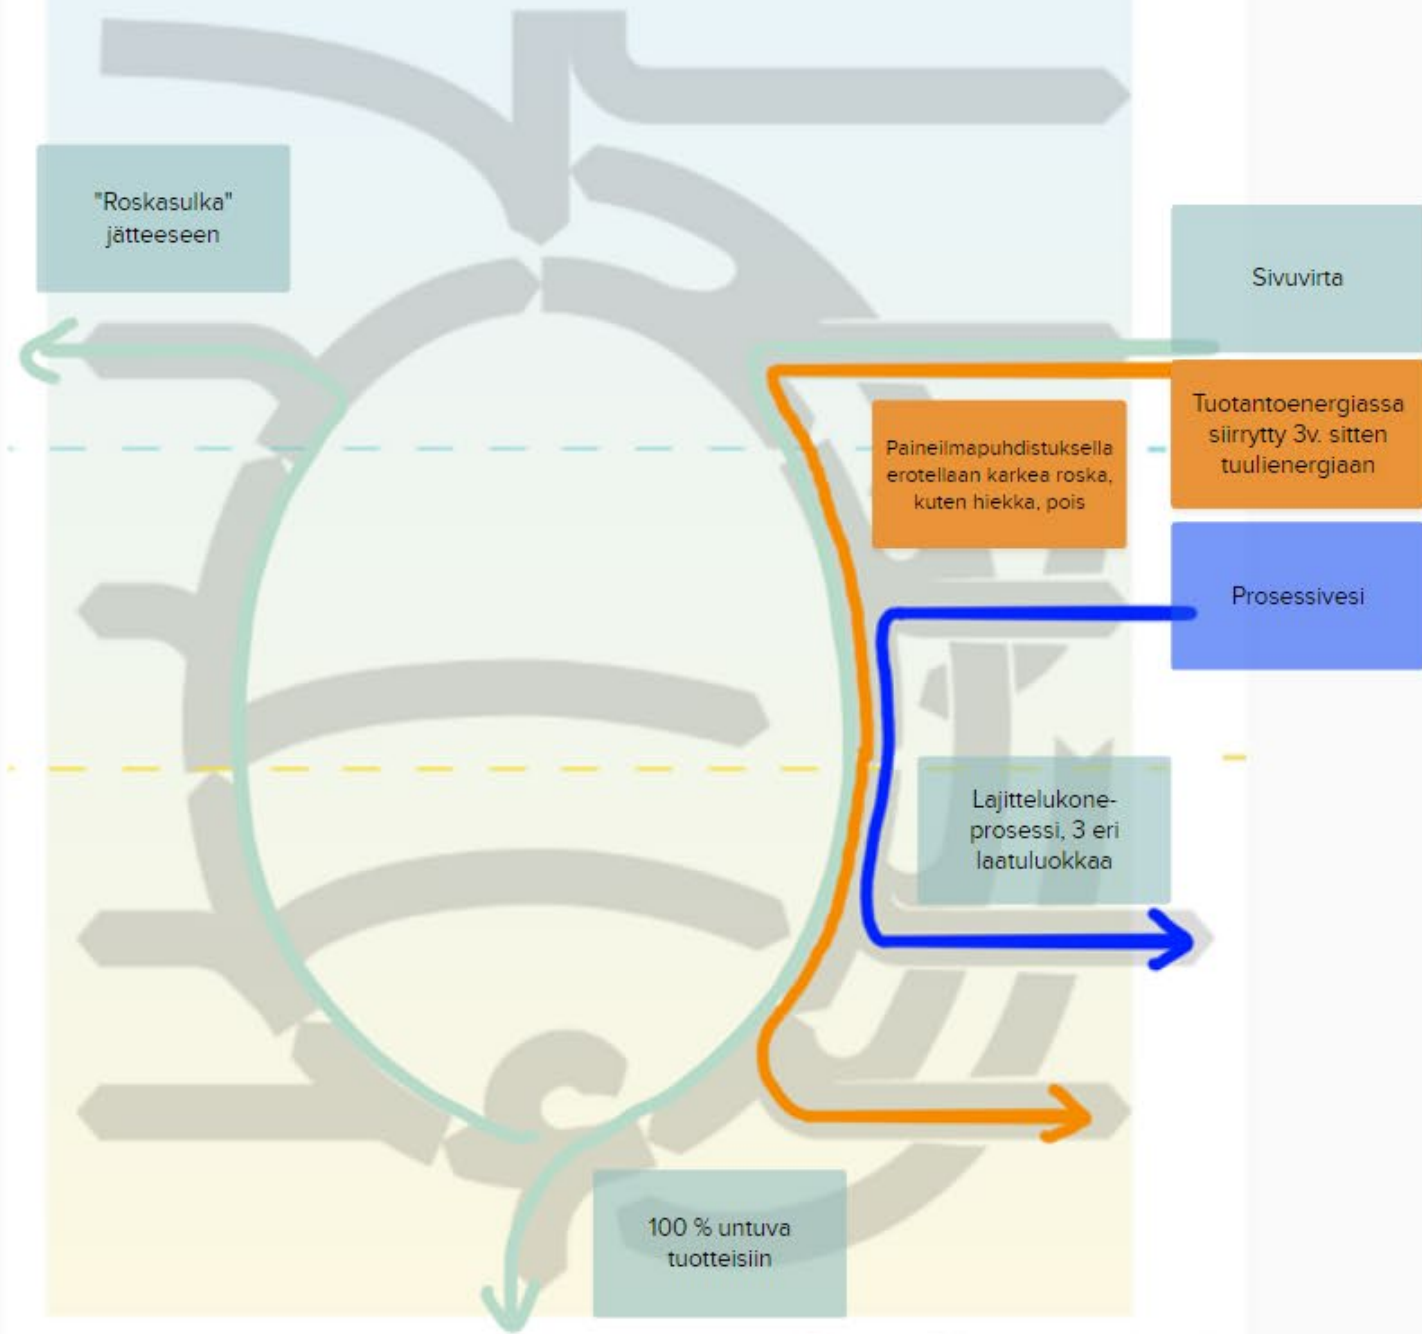 "Roskasulka"
jätteeseen
Sivuvirta
Tuotantoenergiassa
siirrytty 3v. sitten
tuulienergiaan
Paineilmapuhdistuksella
erotellaan karkea roska,
kuten hiekka, pois
Prosessivesi
Lajittelukone-
prosessi, 3 eri
laatuluokkaa
100 % untuva
tuotteisiin